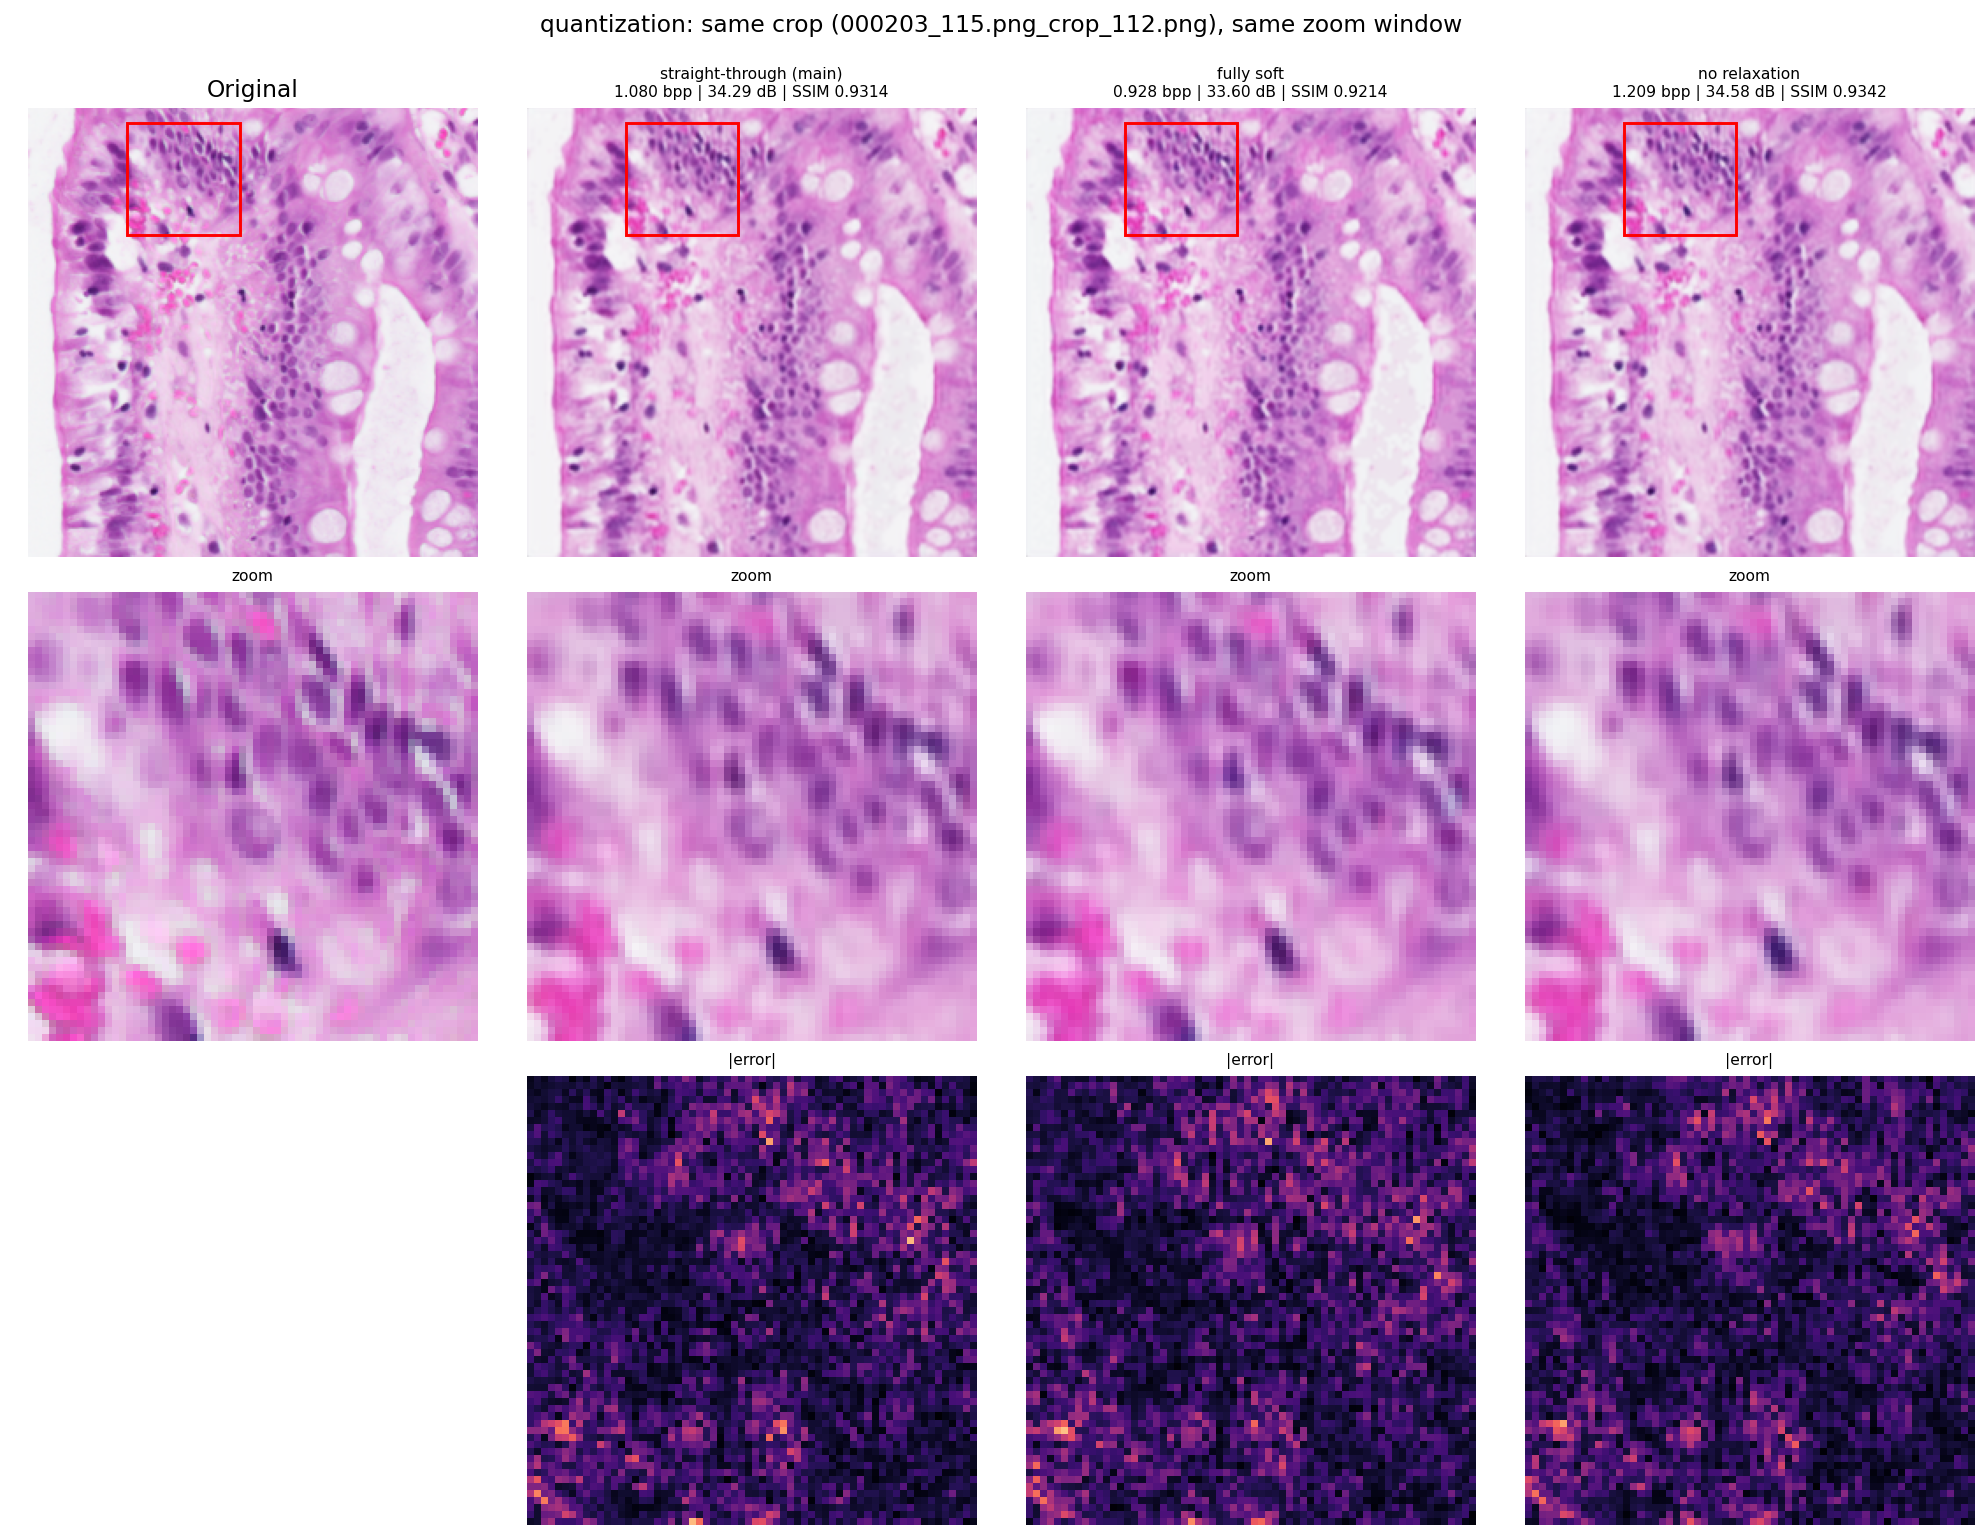 quantization: same crop (000203_115.png_crop_112.png), same zoom window
Original
straight-through (main)
1.080 bpp | 34.29 dB | SSIM 0.9314
fully soft
0.928 bpp | 33.60 dB | SSIM 0.9214
no relaxation
1.209 bpp | 34.58 dB | SSIM 0.9342
zoom
zoom
zoom
zoom
|error|
|error|
|error|